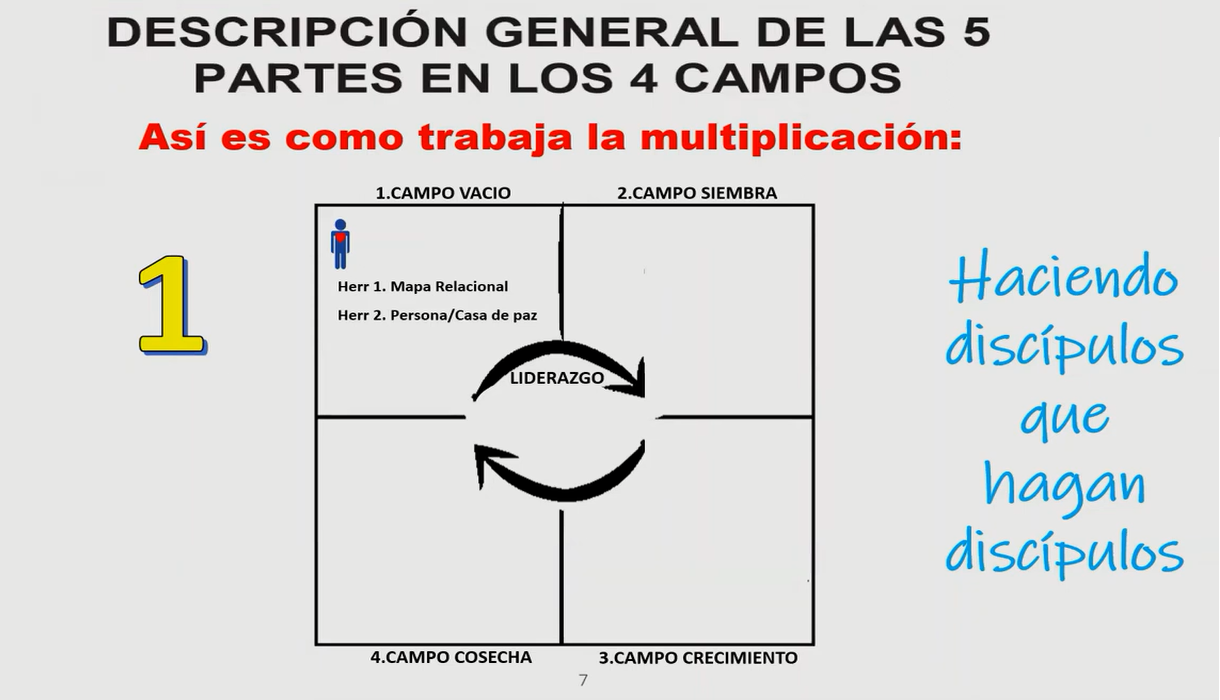 DESCRIPCIÓN GENERAL DE LAS 5
PARTES EN LOS 4 CAMPOS
Así es como trabaja la multiplicación:
1.CAMPO VACIO
2.CAMPO SIEMBRA
1
Herr 1. Mapa Relacional
Herr 2. Persona/Casa de paz
LIDERAZGO
Haciendo
discípulos
que
hagan
discípulos
4.CAMPO COSECHA
3.CAMPO CRECIMIENTO
7